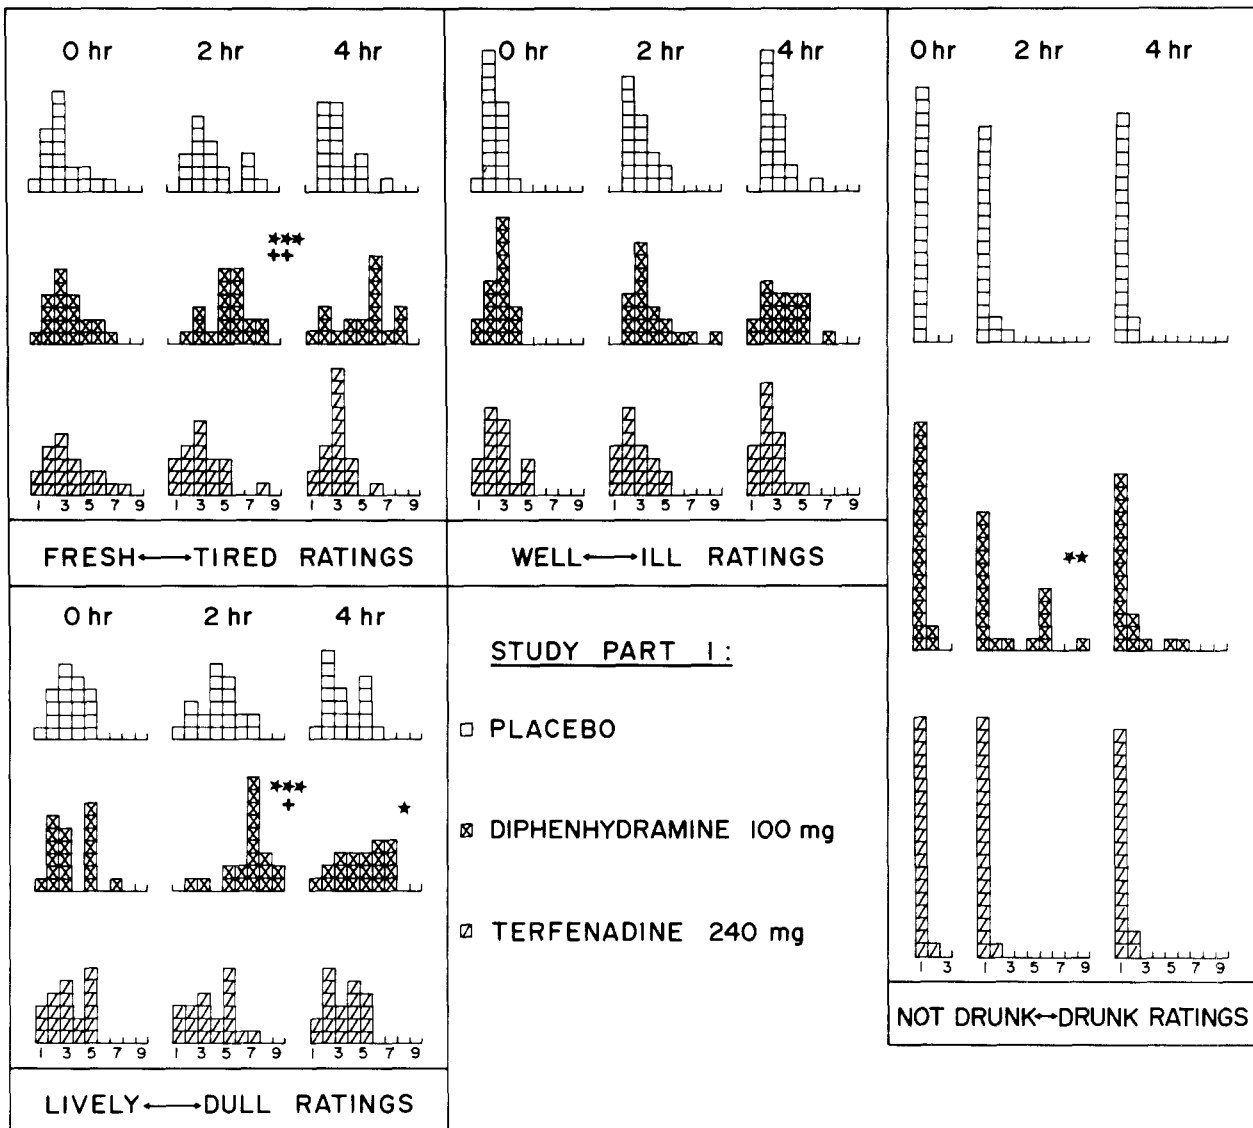 0 hr 2 hr 4 hr
★★★
++
1 3 5 7 9 1 3 5 7 9 1 3 5 7 9
FRESH←→TIRED RATINGS
0 hr 2 hr 4 hr
1 3 5 7 9 1 3 5 7 9 1 3 5 7 9
WELL←→ILL RATINGS
0 hr 2 hr 4 hr
★★
1 3 1 3 5 7 9 1 3 5 7 9
NOT DRUNK↔DRUNK RATINGS
0 hr 2 hr 4 hr
★★★
+
★
1 3 5 7 9 1 3 5 7 9 1 3 5 7 9
LIVELY←→DULL RATINGS
STUDY PART I:
PLACEBO
DIPHENHYDRAMINE 100 mg
TERFENADINE 240 mg